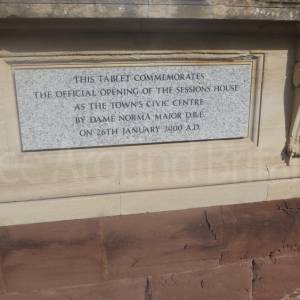 THIS TABLET COMMEMORATES
THE OFFICIAL OPENING OF THE SESSIONS HOUSE
AS THE TOWN'S CIVIC CENTRE
BY DAME NORMA MAJOR D.B.E.
ON 26TH JANUARY 2000 A.D.